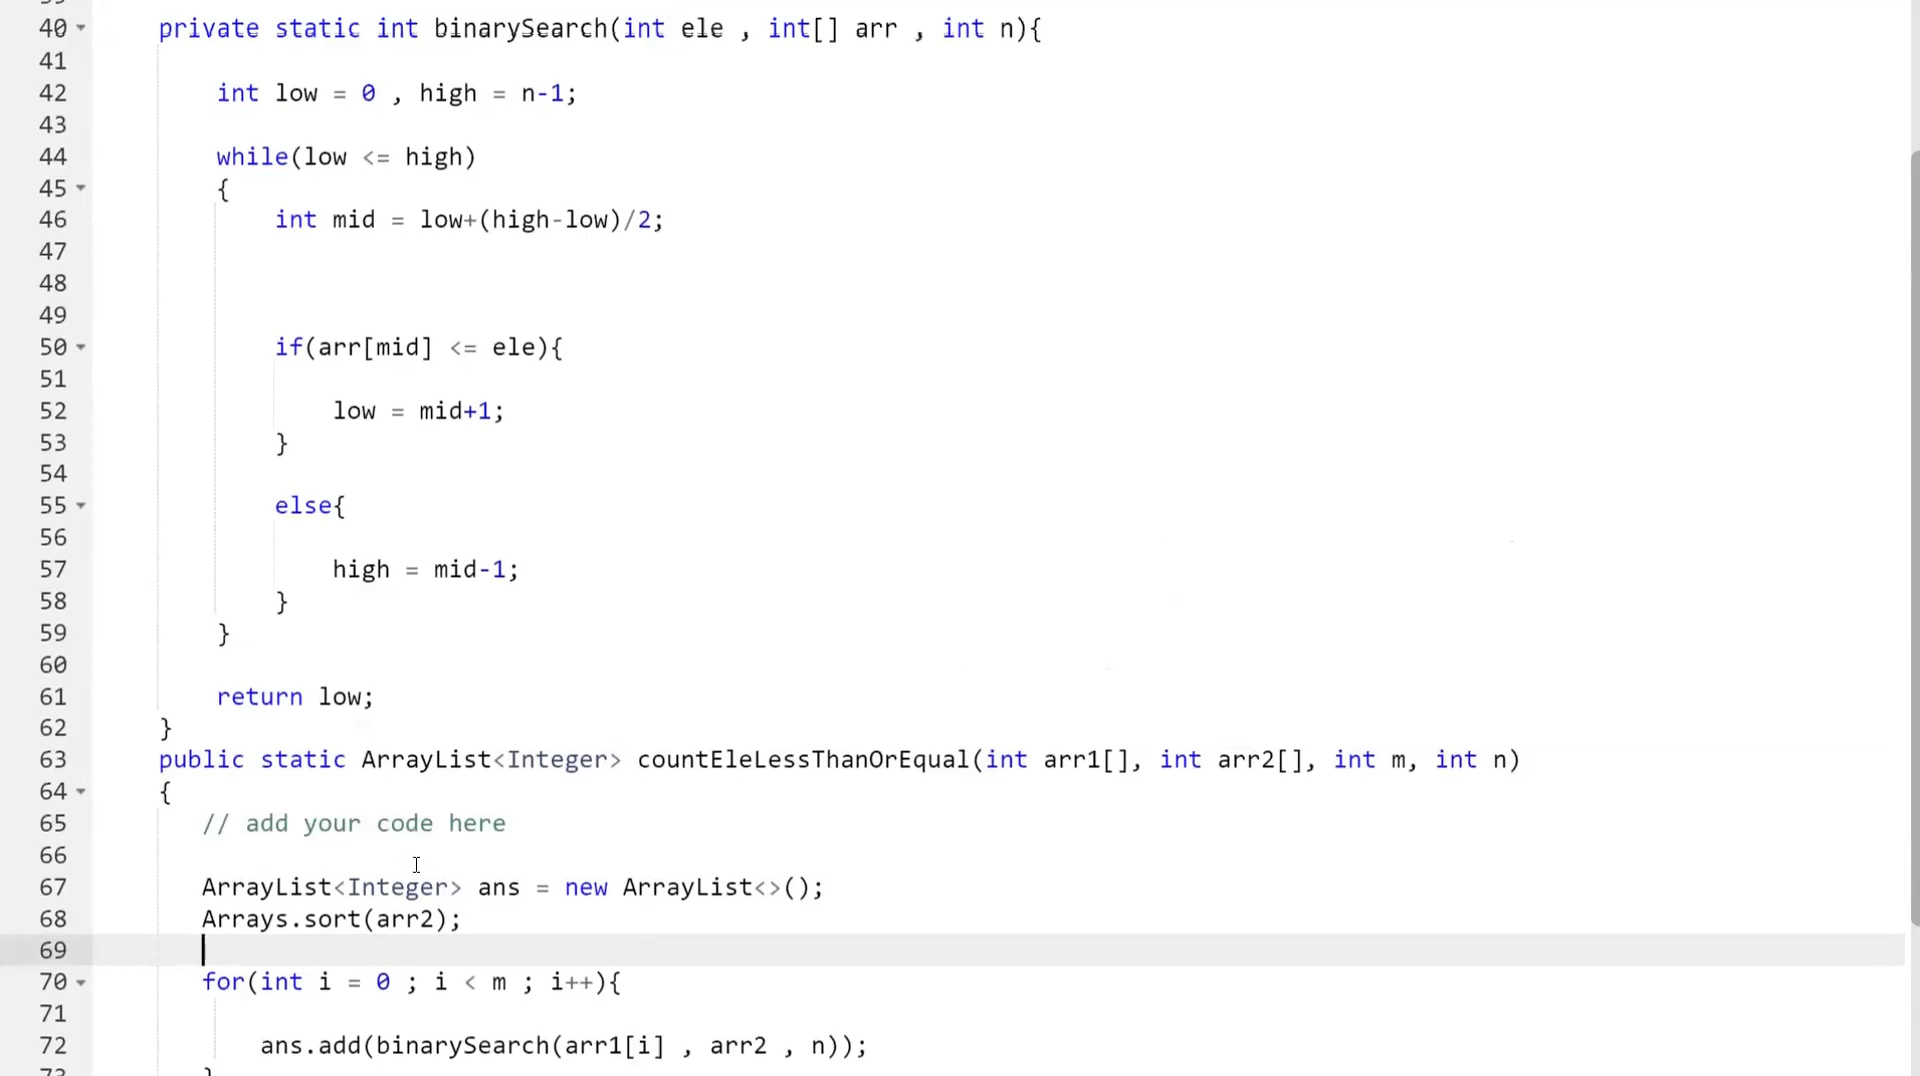 40 private static int binarySearch(int ele , int[] arr , int n){
41
42 int low = 0 , high = n-1;
43
44 while(low <= high)
45 {
46 int mid = low+(high-low)/2;
47
48
49
50 if(arr[mid] <= ele){
51
52 low = mid+1;
53 }
54
55 else{
56
57 high = mid-1;
58 }
59 }
60
61 return low;
62 }
63 public static ArrayList<Integer> countEleLessThanOrEqual(int arr1[], int arr2[], int m, int n)
64 {
65 // add your code here
66
67 ArrayList<Integer> ans = new ArrayList<>();
68 Arrays.sort(arr2);
69
70 for(int i = 0 ; i < m ; i++){
71
72 ans.add(binarySearch(arr1[i] , arr2 , n));